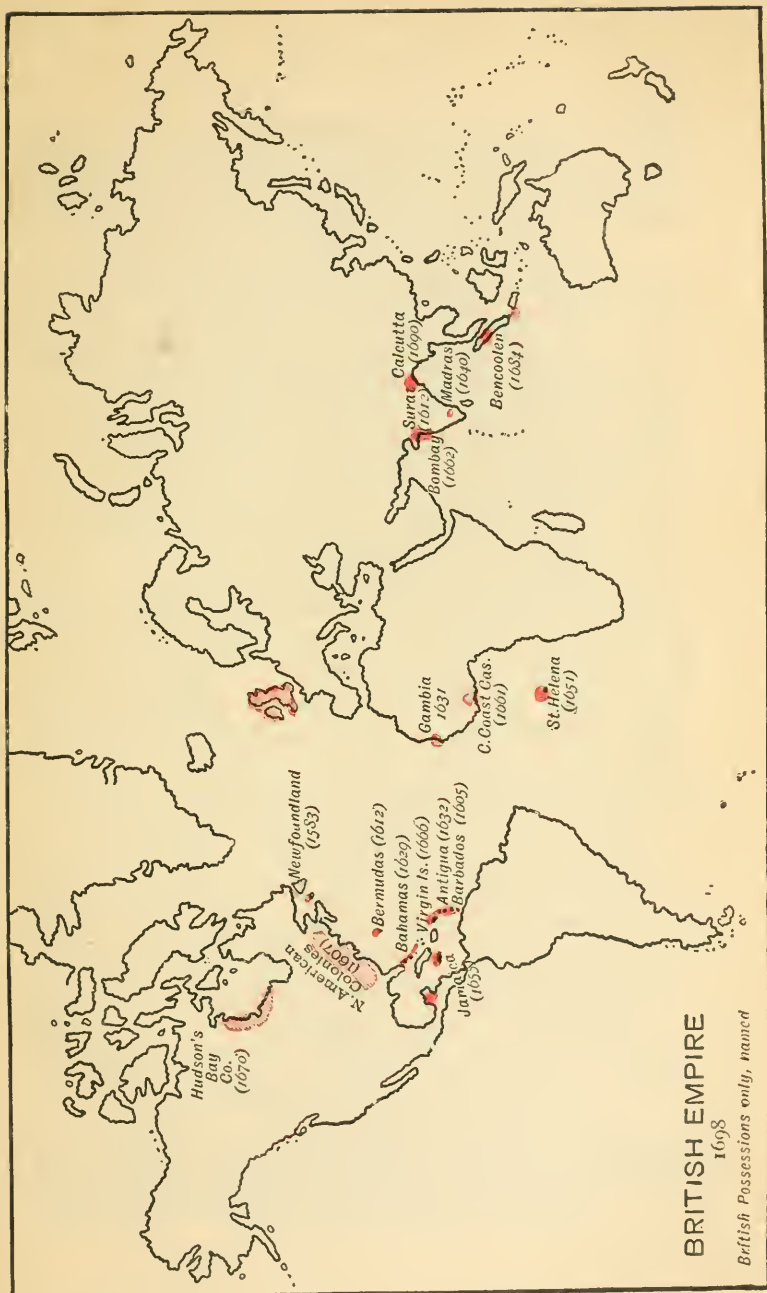 Hudson's
Bay
Co.
(1670)
Newfoundland
(1583)
N. American
Colonies
(1607)
Bermudas (1612)
Bahamas (1629)
Virgin Is. (1666)
Antigua (1632)
Barbados (1605)
Jamaica
(1655)
Gambia
1631
C. Coast Cas.
(1661)
St. Helena
(1651)
Surat
(1612)
Bombay
(1662)
Calcutta
(1690)
Madras
(1640)
Bencoolen
(1684)
BRITISH EMPIRE
1698
British Possessions only, named